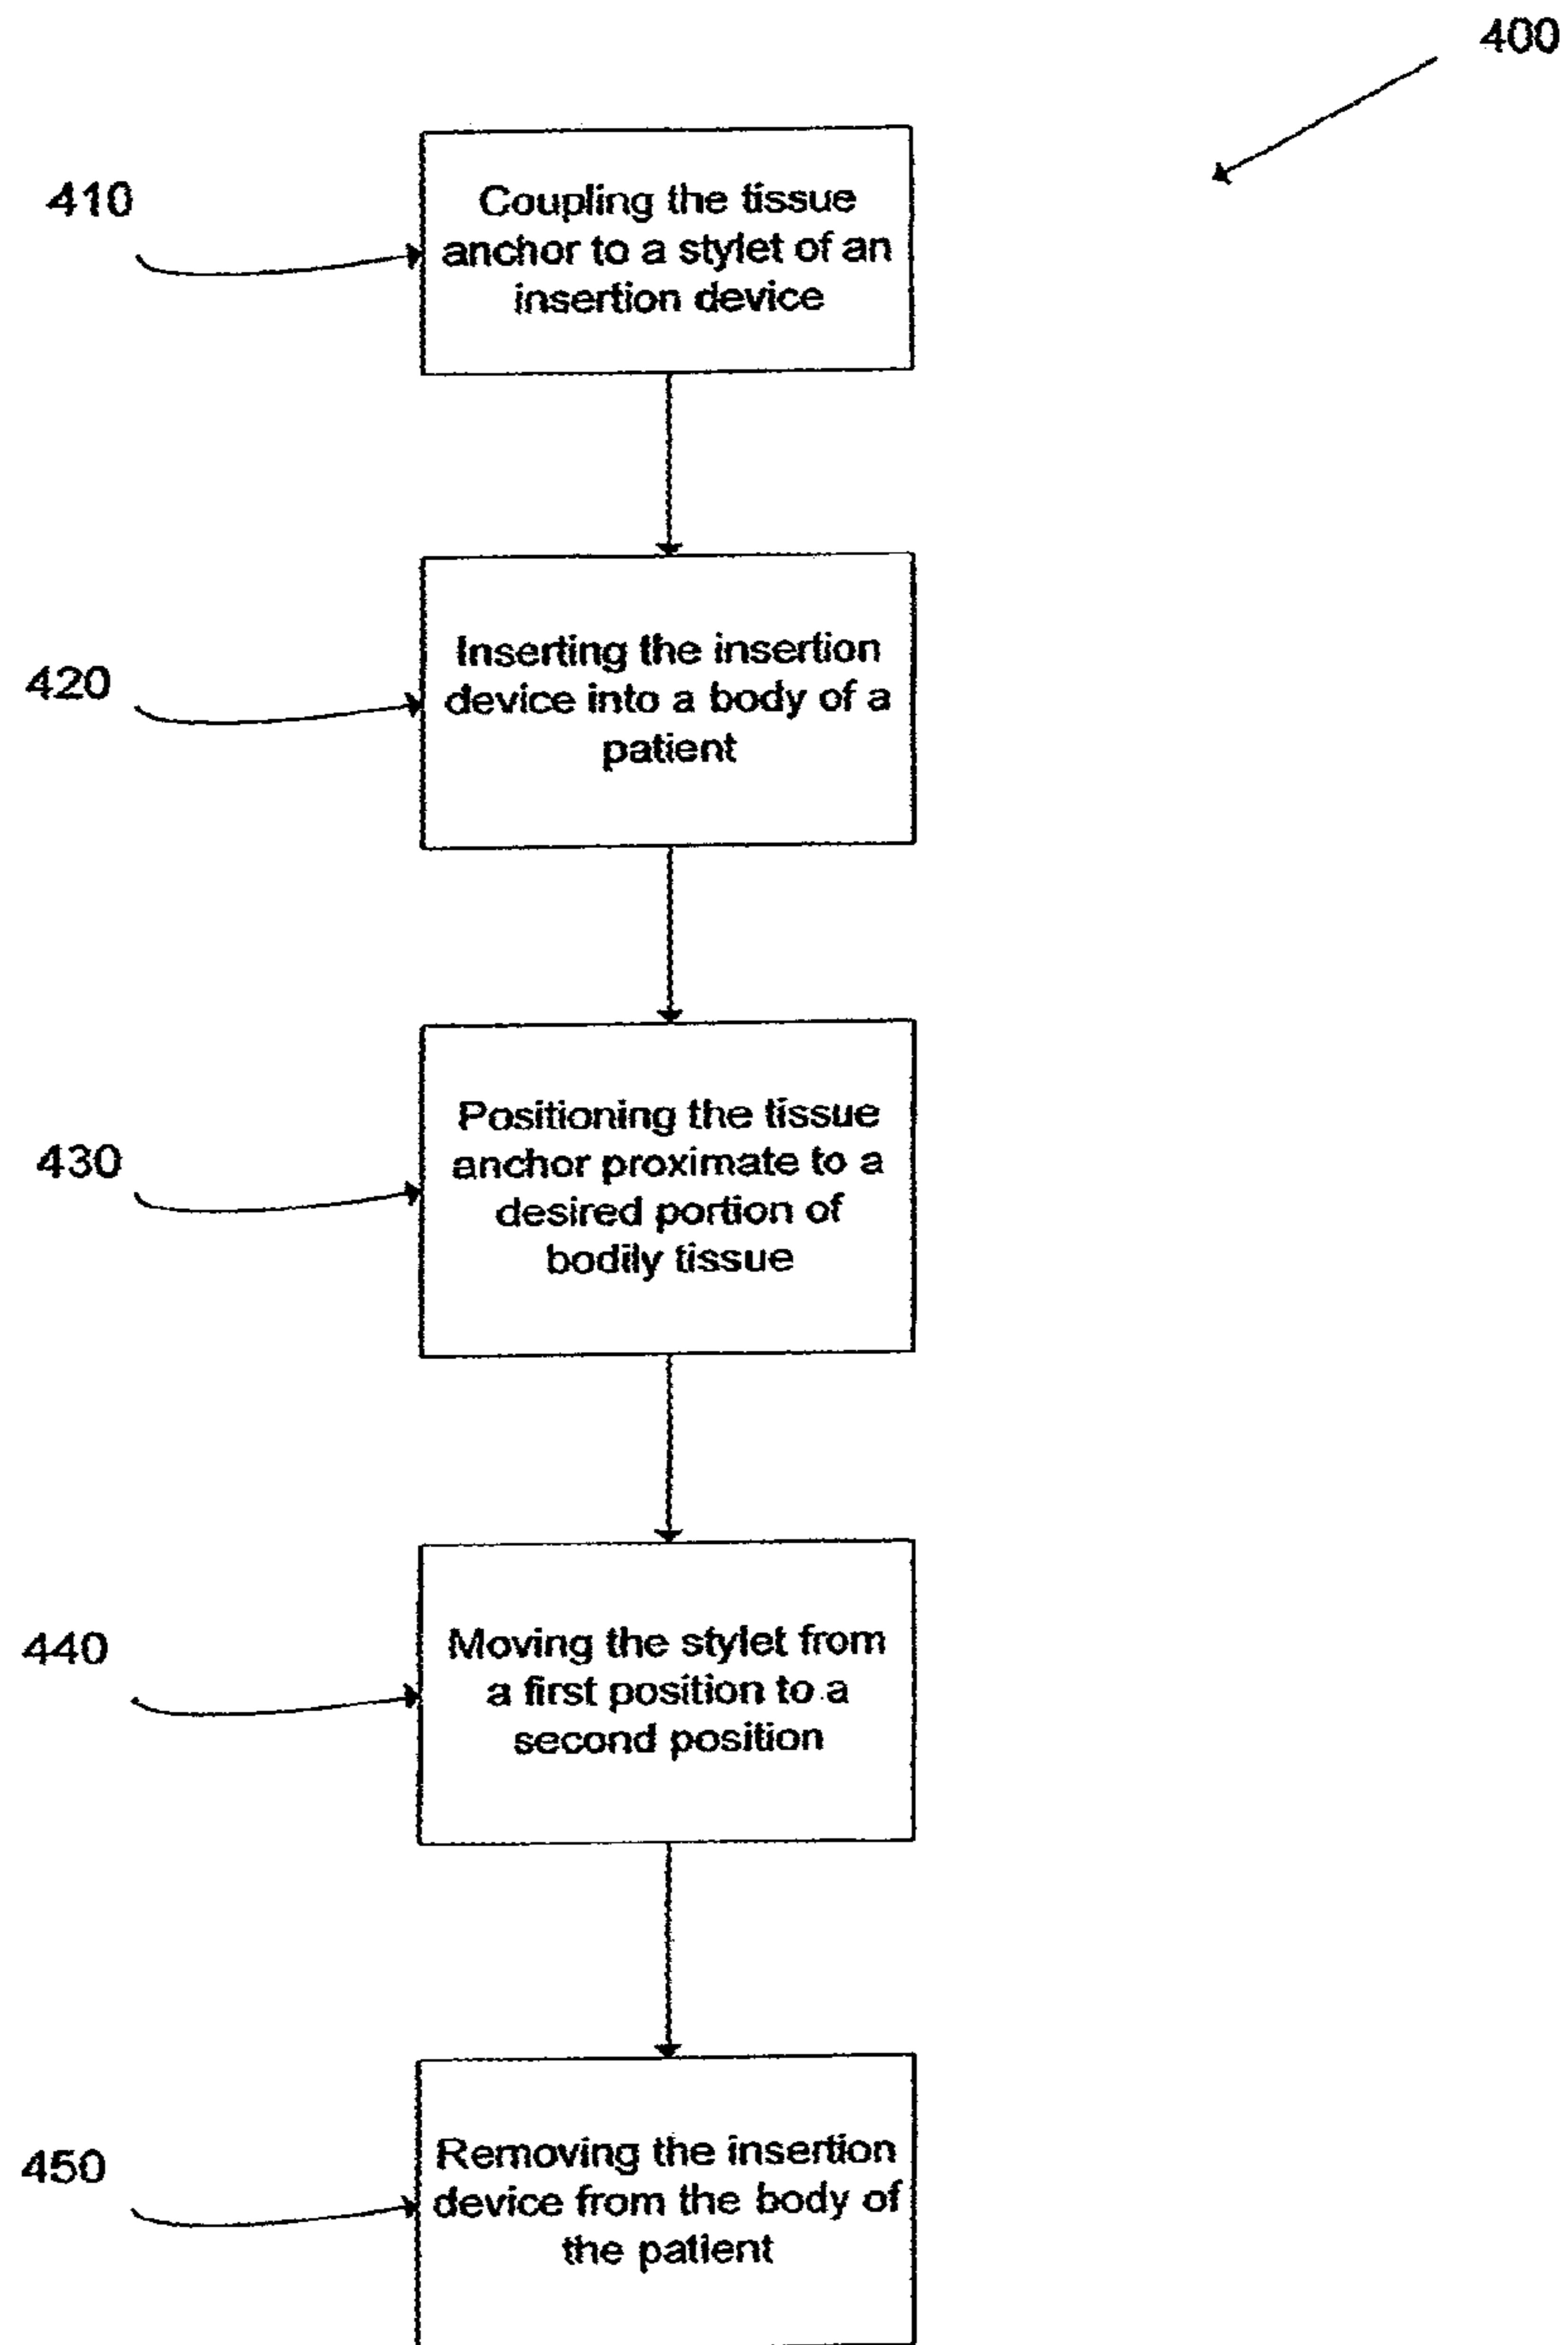 400
410
Coupling the tissue
anchor to a stylet of an
insertion device
420
Inserting the insertion
device into a body of a
patient
430
Positioning the tissue
anchor proximate to a
desired portion of
bodily tissue
440
Moving the stylet from
a first position to a
second position
450
Removing the insertion
device from the body of
the patient